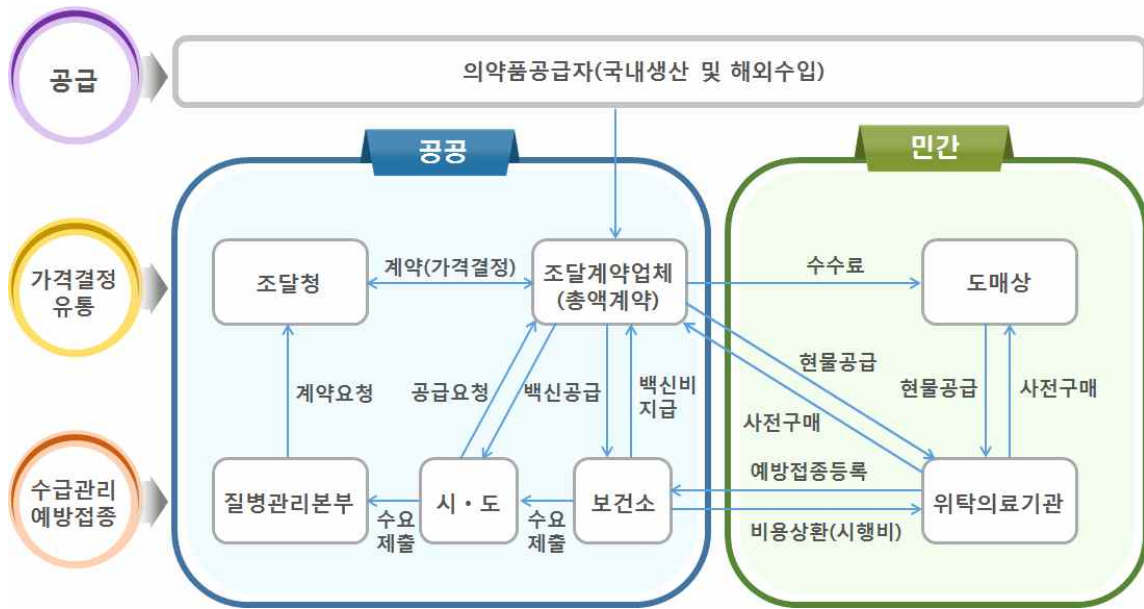 공급
의약품공급자(국내생산 및 해외수입)
공공
민간
가격결정
유통
조달청
계약(가격결정)
조달계약업체
(총액계약)
수수료
도매상
계약요청
공급요청
백신공급
백신비
지급
현물공급
사전구매
현물공급
사전구매
수급관리
예방접종
질병관리본부
수요
제출
시・도
수요
제출
보건소
예방접종등록
비용상환(시행비)
위탁의료기관